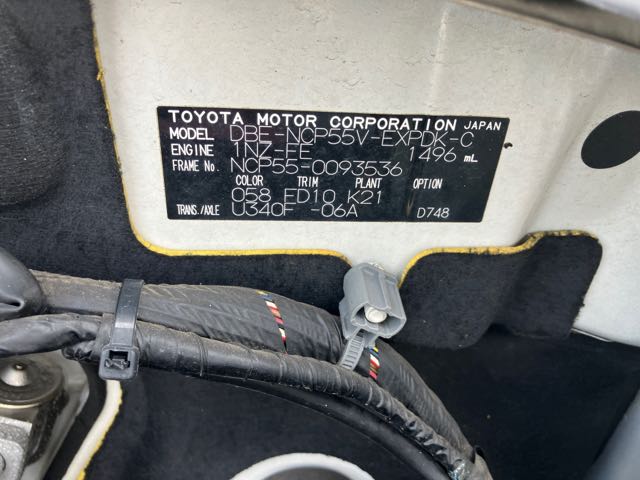 TOYOTA MOTOR CORPORATION JAPAN
MODEL DBE-NCP55V-EXPDK-C
ENGINE 1NZ-FE 1496 mL
FRAME No. NCP55-0093536
COLOR TRIM PLANT OPTION
058 ED10 K21
TRANS./AXLE U340F -06A D748